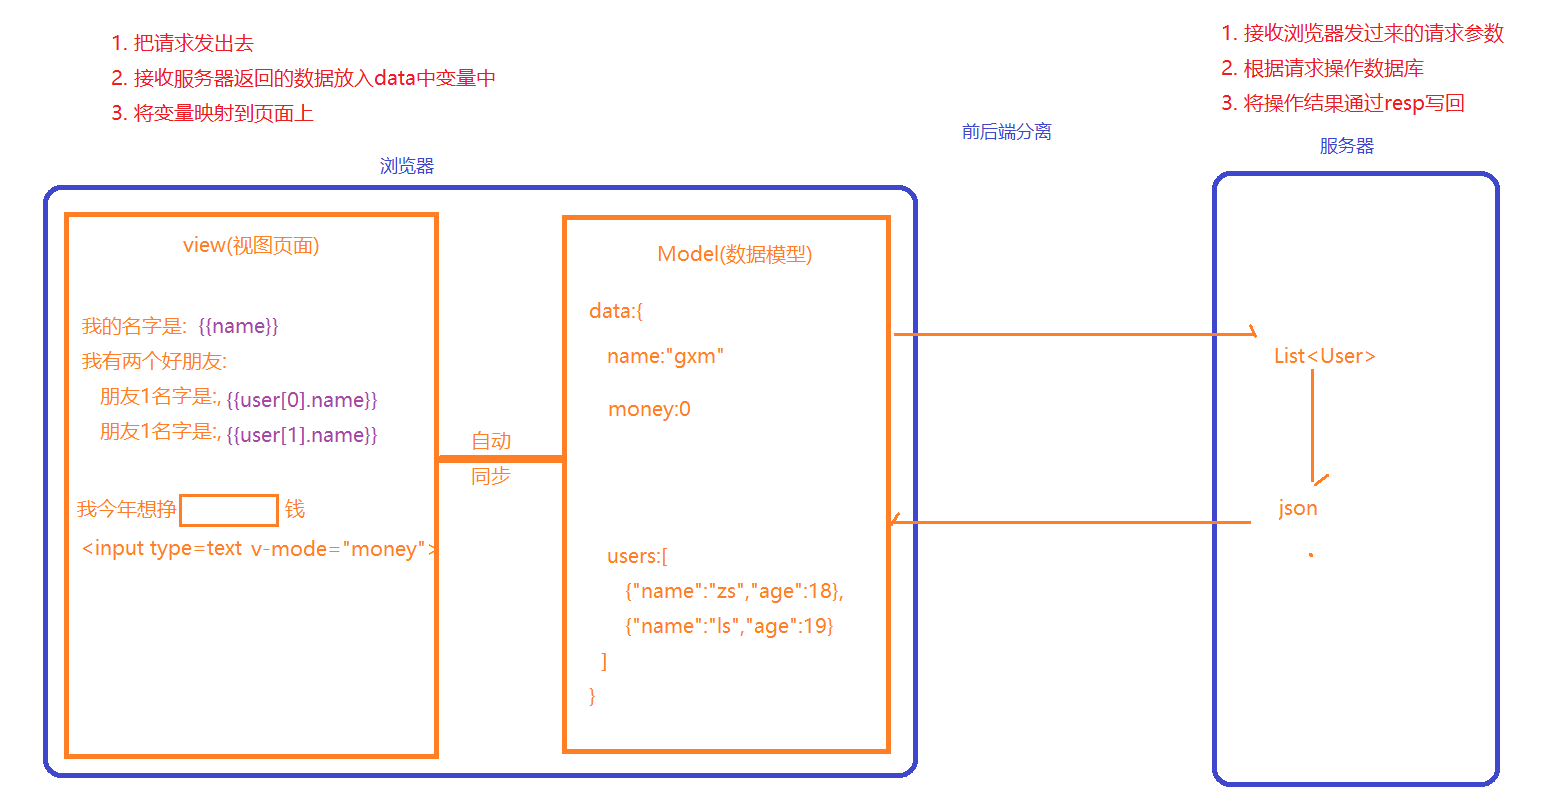 1. 把请求发出去
2. 接收服务器返回的数据放入data中变量中
3. 将变量映射到页面上
1. 接收浏览器发过来的请求参数
2. 根据请求操作数据库
3. 将操作结果通过resp写回
前后端分离
浏览器
服务器
view(视图页面)
我的名字是: {{name}}
我有两个好朋友:
朋友1名字是:, {{user[0].name}}
朋友1名字是:, {{user[1].name}}
我今年想挣 钱
<input type=text v-mode="money">
自动
同步
Model(数据模型)
data:{
name:"gxm"
money:0
users:[
{"name":"zs","age":18},
{"name":"ls","age":19}
]
}
List<User>
json